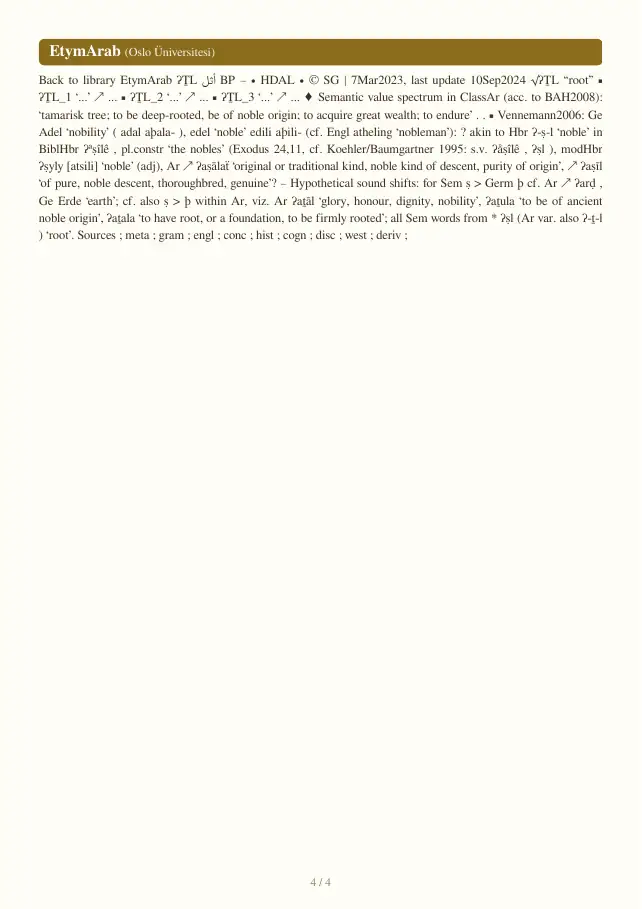 EtymArab (Oslo Üniversitesi)
Back to library EtymArab ʔṮL أثل BP – • HDAL • © SG | 7Mar2023, last update 10Sep2024 √ʔṮL “root” ▪
ʔṮL_1 ‘...’ ↗ ... ▪ ʔṮL_2 ‘...’ ↗ ... ▪ ʔṮL_3 ‘...’ ↗ ... ♦ Semantic value spectrum in ClassAr (acc. to BAH2008):
‘tamarisk tree; to be deep-rooted, be of noble origin; to acquire great wealth; to endure’ . . ▪ Vennemann2006: Ge
Adel ‘nobility’ ( adal aþala- ), edel ‘noble’ edili aþili- (cf. Engl atheling ‘nobleman’): ? akin to Hbr ʔ-ṣ-l ‘noble’ in
BiblHbr ʔᵃṣîlê , pl.constr ‘the nobles’ (Exodus 24,11, cf. Koehler/Baumgartner 1995: s.v. ʔāṣîlê , ʔṣl ), modHbr
ʔṣyly [atsili] ‘noble’ (adj), Ar ↗ ʔaṣālaẗ ‘original or traditional kind, noble kind of descent, purity of origin’, ↗ ʔaṣīl
‘of pure, noble descent, thoroughbred, genuine’? – Hypothetical sound shifts: for Sem ṣ > Germ þ cf. Ar ↗ ʔarḍ ,
Ge Erde ‘earth’; cf. also ṣ > þ within Ar, viz. Ar ʔaṯāl ‘glory, honour, dignity, nobility’, ʔaṯula ‘to be of ancient
noble origin’, ʔaṯala ‘to have root, or a foundation, to be firmly rooted’; all Sem words from * ʔṣl (Ar var. also ʔ-ṯ-l
) ‘root’. Sources ; meta ; gram ; engl ; conc ; hist ; cogn ; disc ; west ; deriv ;
4 / 4